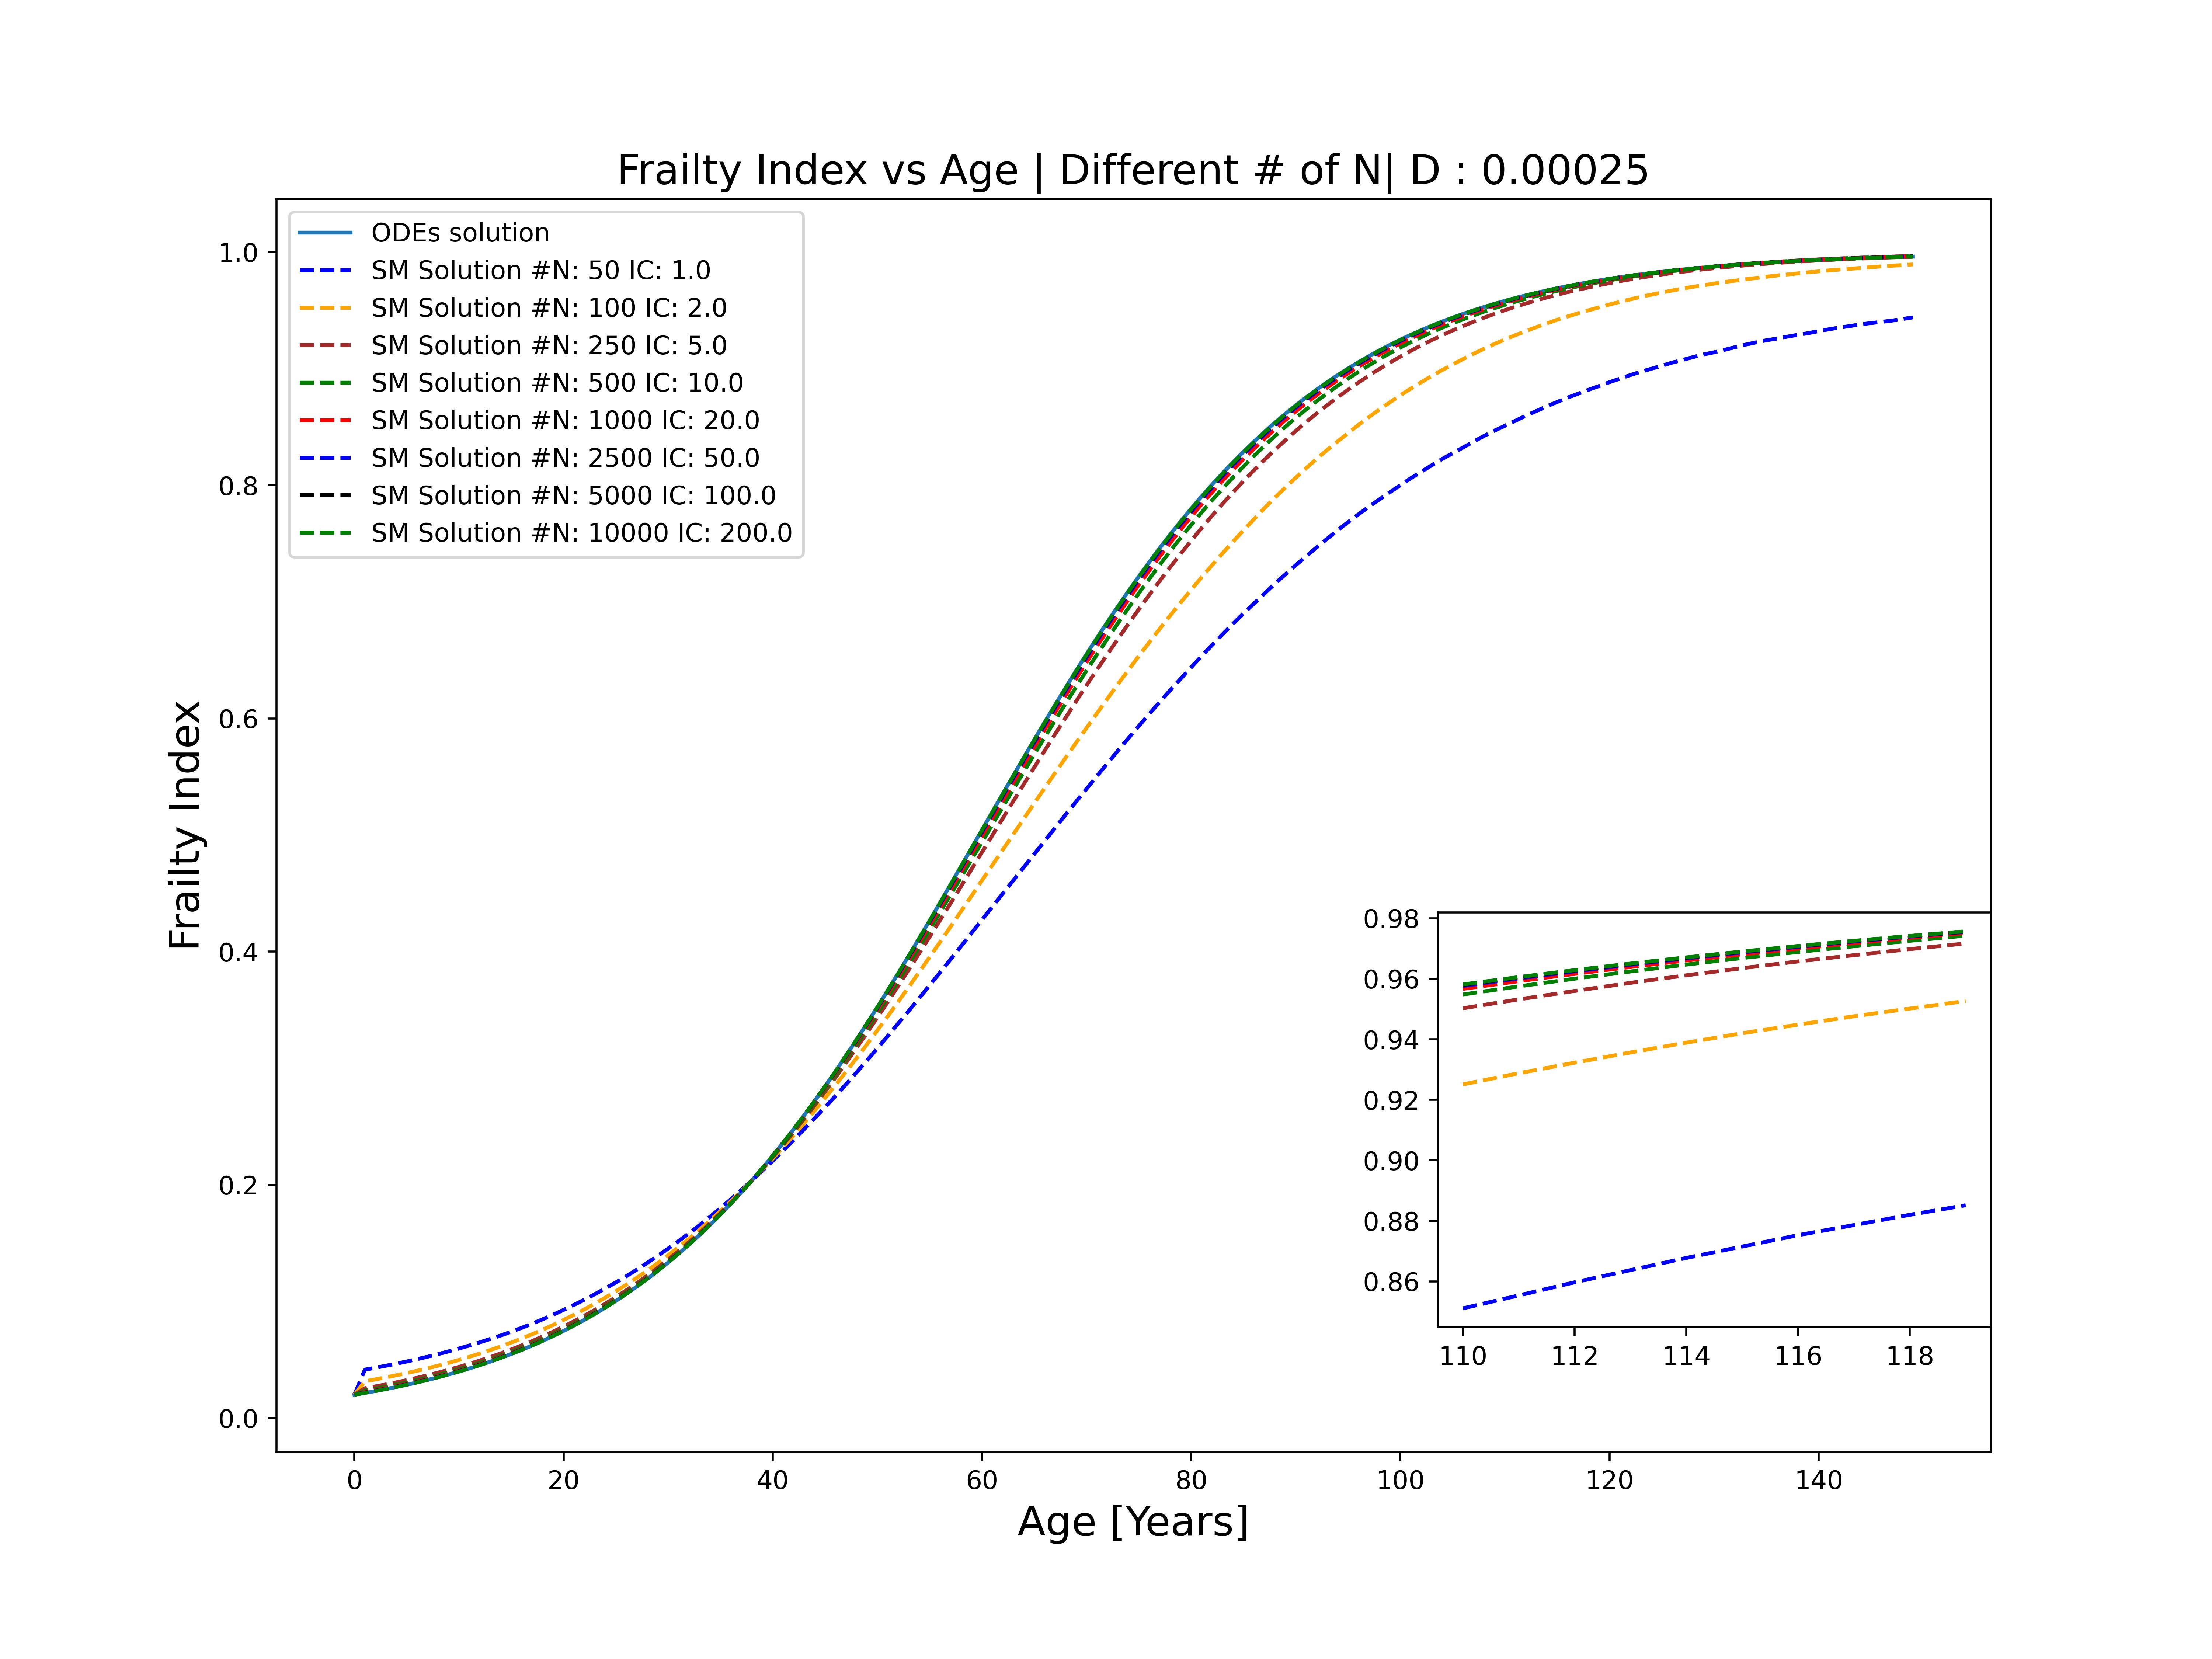 Frailty Index vs Age | Different # of N| D : 0.00025
ODEs solution
SM Solution #N: 50 IC: 1.0
SM Solution #N: 100 IC: 2.0
SM Solution #N: 250 IC: 5.0
SM Solution #N: 500 IC: 10.0
SM Solution #N: 1000 IC: 20.0
SM Solution #N: 2500 IC: 50.0
SM Solution #N: 5000 IC: 100.0
SM Solution #N: 10000 IC: 200.0
Frailty Index
1.0
0.8
0.6
0.4
0.2
0.0
0.98
0.96
0.94
0.92
0.90
0.88
0.86
110 112 114 116 118
0 20 40 60 80 100 120 140
Age [Years]